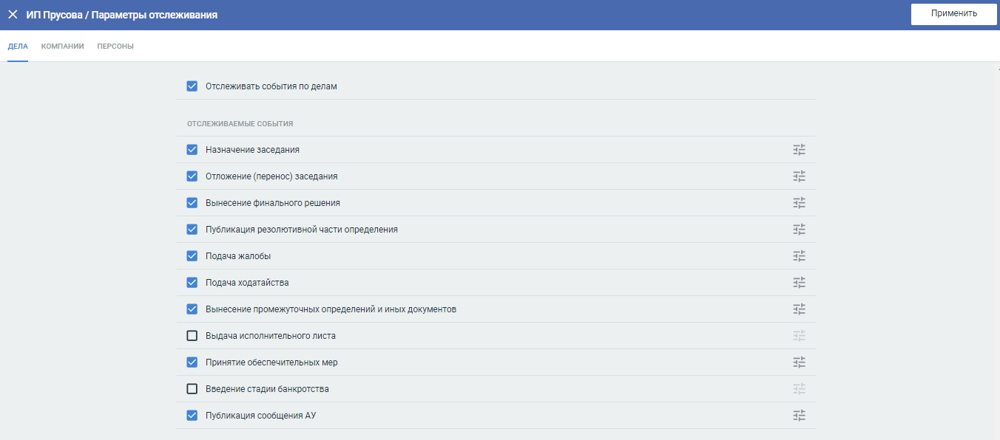 ИП Прусова / Параметры отслеживания
Применить
ДЕЛА КОМПАНИИ ПЕРСОНЫ
Отслеживать события по делам
ОТСЛЕЖИВАЕМЫЕ СОБЫТИЯ
Назначение заседания
Отложение (перенос) заседания
Вынесение финального решения
Публикация резолютивной части определения
Подача жалобы
Подача ходатайства
Вынесение промежуточных определений и иных документов
Выдача исполнительного листа
Принятие обеспечительных мер
Введение стадии банкротства
Публикация сообщения АУ